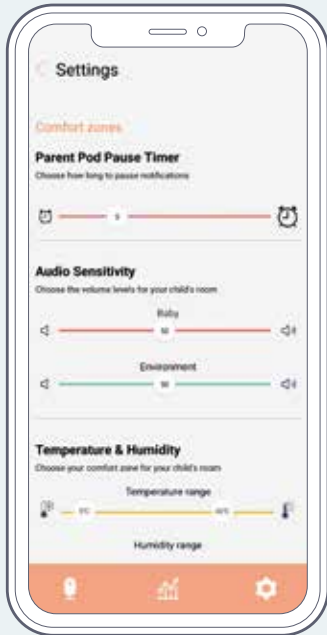 Settings
Comfort zones
Parent Pod Pause Timer
Choose how long to pause notifications
Audio Sensitivity
Choose the volume levels for your child's room
Baby
50
Environment
50
Temperature & Humidity
Choose your comfort zone for your child's room
Temperature range
Humidity range